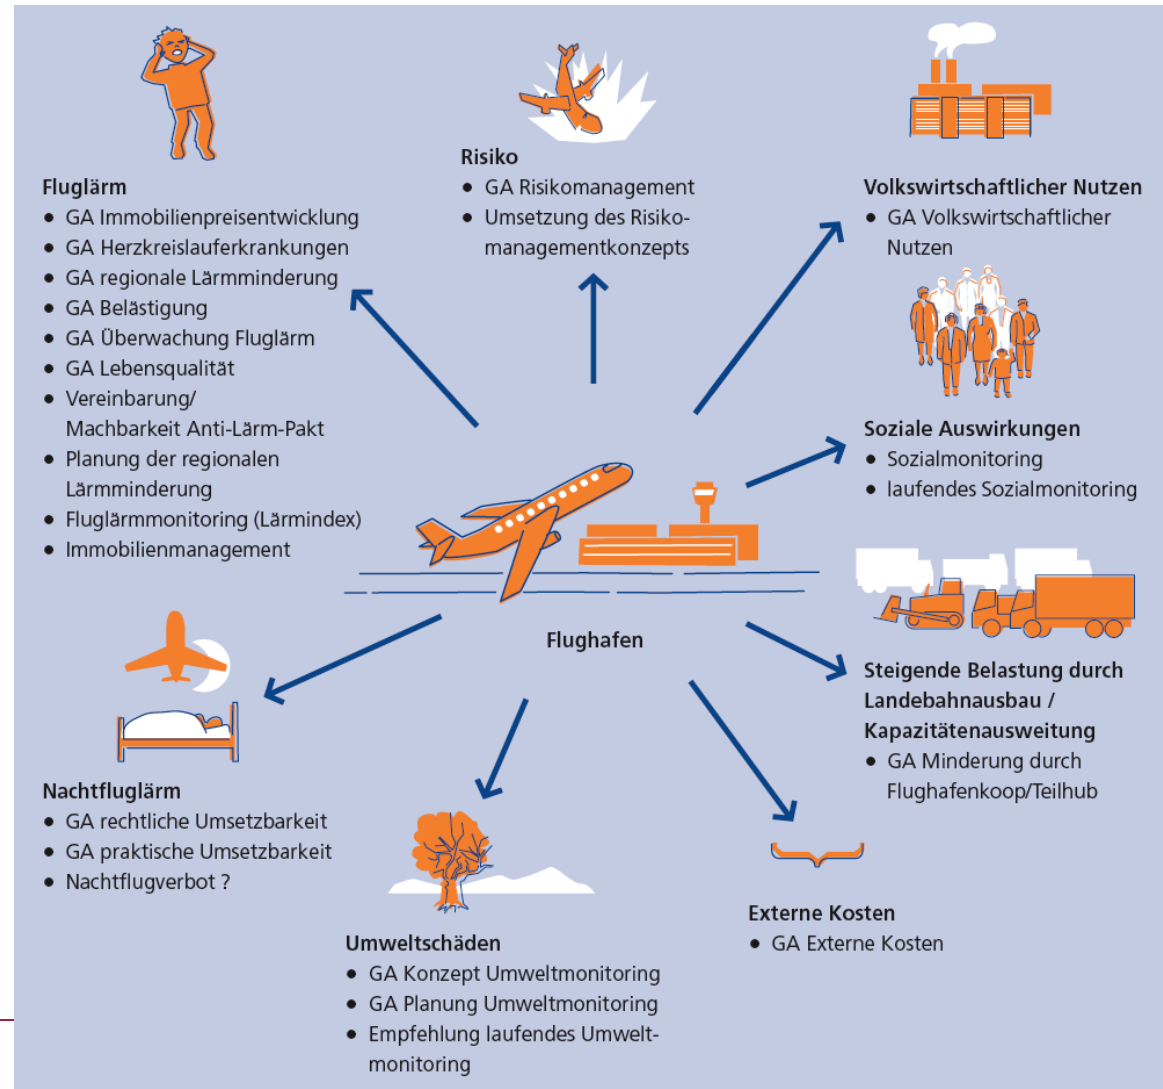 Fluglärm
• GA Immobilienpreisentwicklung
• GA Herzkreislauferkrankungen
• GA regionale Lärmminderung
• GA Belästigung
• GA Überwachung Fluglärm
• GA Lebensqualität
• Vereinbarung/
Machbarkeit Anti-Lärm-Pakt
• Planung der regionalen
Lärmminderung
• Fluglärmmonitoring (Lärmindex)
• Immobilienmanagement
Risiko
• GA Risikomanagement
• Umsetzung des Risiko-
managementkonzepts
Volkswirtschaftlicher Nutzen
• GA Volkswirtschaftlicher
Nutzen
Soziale Auswirkungen
• Sozialmonitoring
• laufendes Sozialmonitoring
Flughafen
Steigende Belastung durch
Landebahnausbau /
Kapazitätenausweitung
• GA Minderung durch
Flughafenkoop/Teilhub
Nachtfluglärm
• GA rechtliche Umsetzbarkeit
• GA praktische Umsetzbarkeit
• Nachtflugverbot ?
Umweltschäden
• GA Konzept Umweltmonitoring
• GA Planung Umweltmonitoring
• Empfehlung laufendes Umwelt-
monitoring
Externe Kosten
• GA Externe Kosten